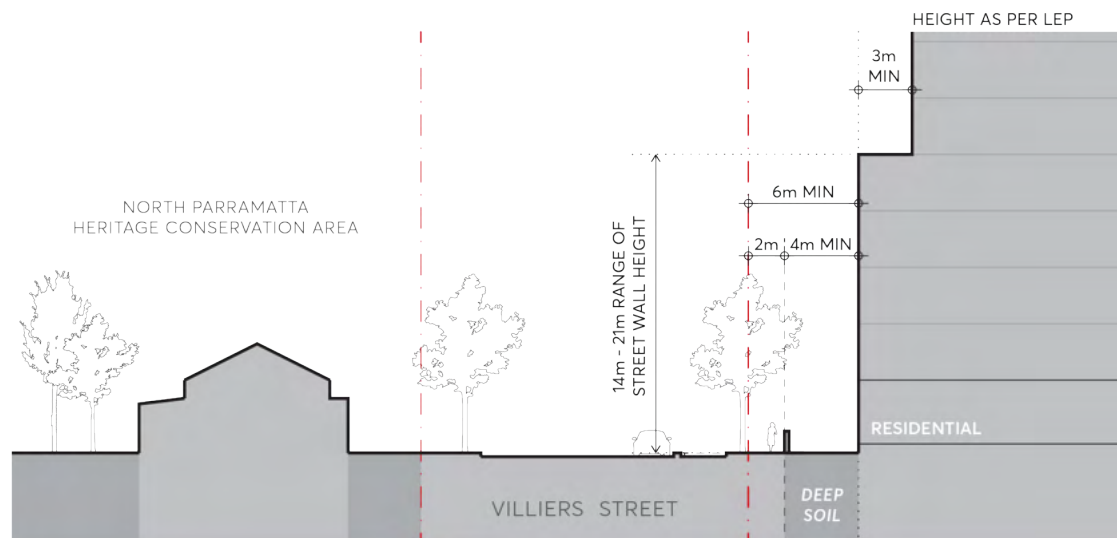 HEIGHT AS PER LEP
3m
MIN
NORTH PARRAMATTA
HERITAGE CONSERVATION AREA
14m - 21m RANGE OF
STREET WALL HEIGHT
6m MIN
2m
4m MIN
RESIDENTIAL
VILLIERS STREET
DEEP
SOIL